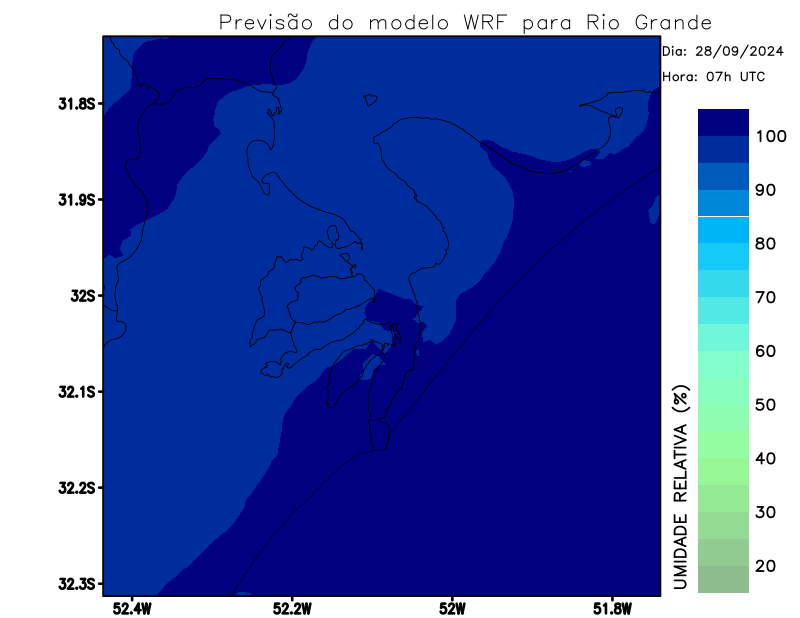 Previsão do modelo WRF para Rio Grande
Dia: 28/09/2024
Hora: 07h UTC
31.8S
31.9S
32S
32.1S
32.2S
32.3S
52.4W
52.2W
52W
51.8W
UMIDADE RELATIVA (%)
100
90
80
70
60
50
40
30
20